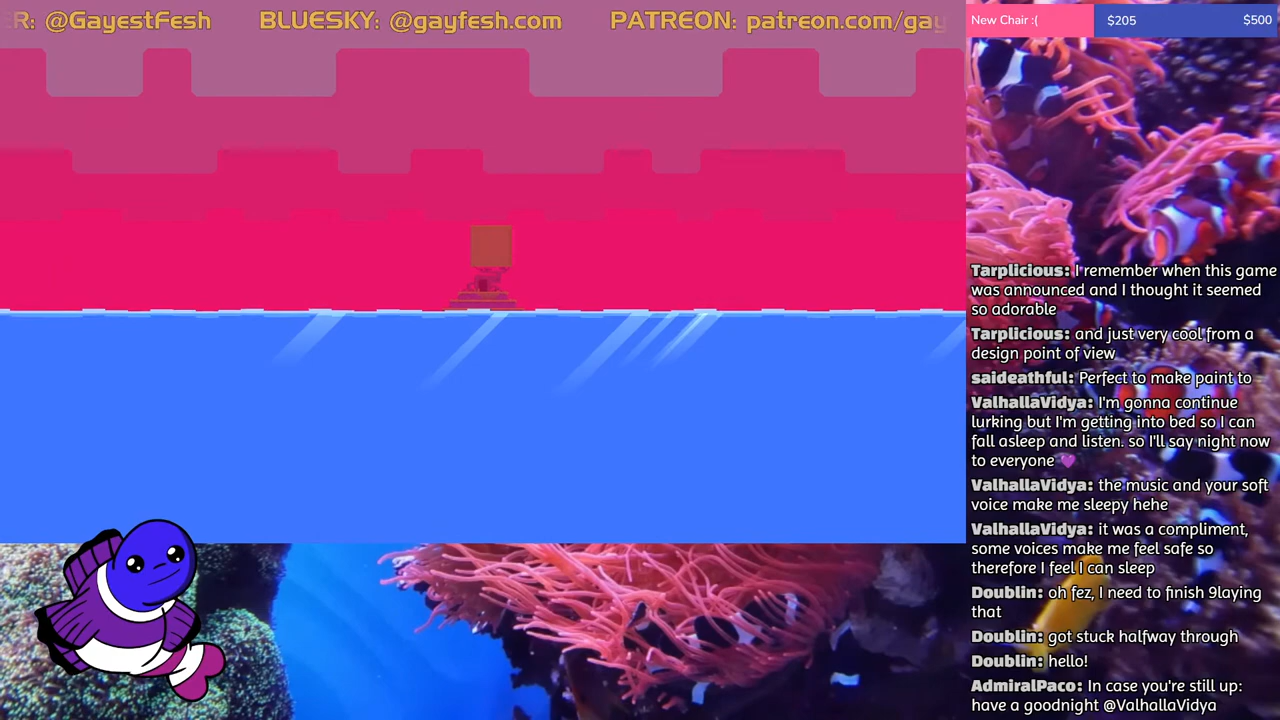 R: @GayestFesh BLUESKY: @gayfesh.com PATREON: patreon.com/gay
New Chair :( $205 $500
Tarplicious: I remember when this game
was announced and I thought it seemed
so adorable
Tarplicious: and just very cool from a
design point of view
saideathful: Perfect to make paint to
ValhallaVidya: I'm gonna continue
lurking but I'm getting into bed so I can
fall asleep and listen. so I'll say night now
to everyone 💜
ValhallaVidya: the music and your soft
voice make me sleepy hehe
ValhallaVidya: it was a compliment,
some voices make me feel safe so
therefore I feel I can sleep
Doublin: oh fez, I need to finish 9laying
that
Doublin: got stuck halfway through
Doublin: hello!
AdmiralPaco: In case you're still up:
have a goodnight @ValhallaVidya